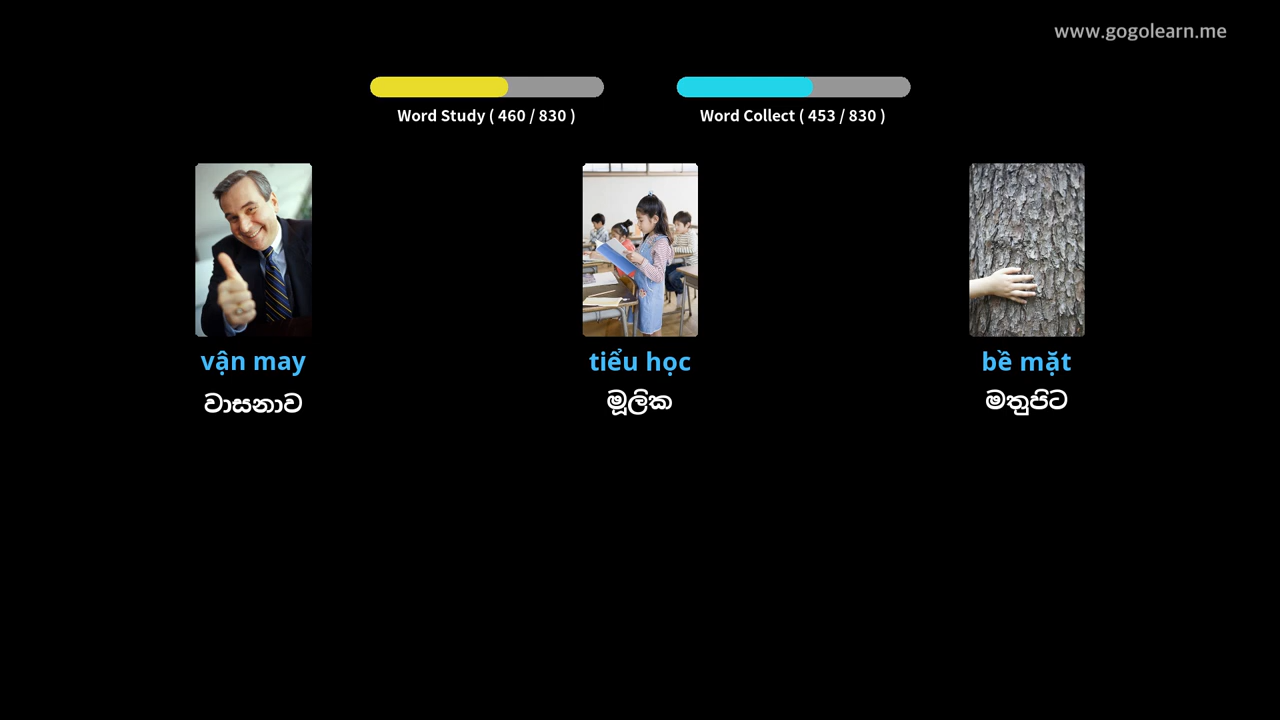 www.gogolearn.me
Word Study ( 460 / 830 )
Word Collect ( 453 / 830 )
vận may
tiểu học
bề mặt
වාසනාව
මූලික
මතුපිට